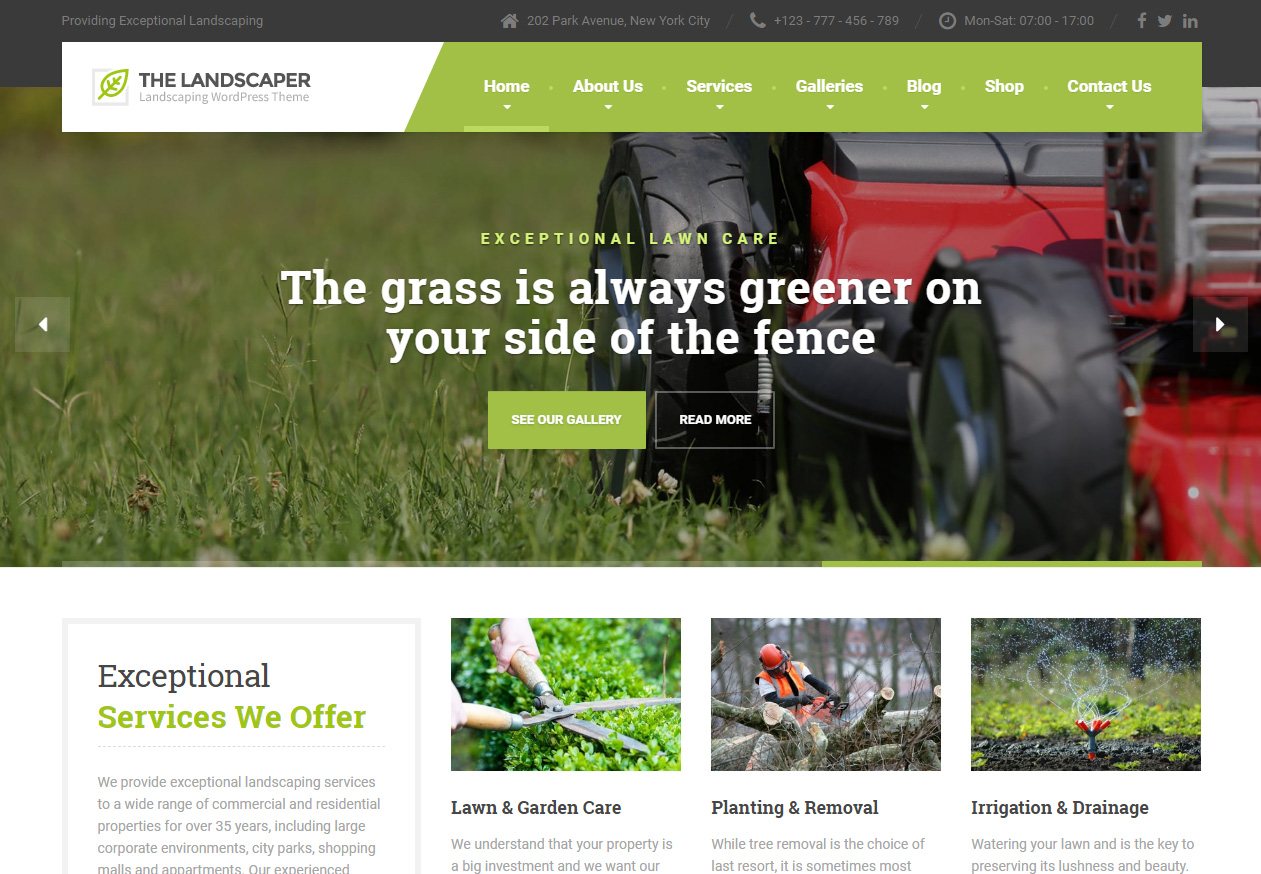 Providing Exceptional Landscaping
202 Park Avenue, New York City / +123 - 777 - 456 - 789 / Mon-Sat: 07:00 - 17:00 /
THE LANDSCAPER
Landscaping WordPress Theme
Home About Us Services Galleries Blog Shop Contact Us
EXCEPTIONAL LAWN CARE
The grass is always greener on
your side of the fence
SEE OUR GALLERY
READ MORE
Exceptional
Services We Offer
We provide exceptional landscaping services
to a wide range of commercial and residential
properties for over 35 years, including large
corporate environments, city parks, shopping
malls and appartments. Our experienced
Lawn & Garden Care
We understand that your property is
a big investment and we want our
Planting & Removal
While tree removal is the choice of
last resort, it is sometimes most
Irrigation & Drainage
Watering your lawn and is the key to
preserving its lushness and beauty.